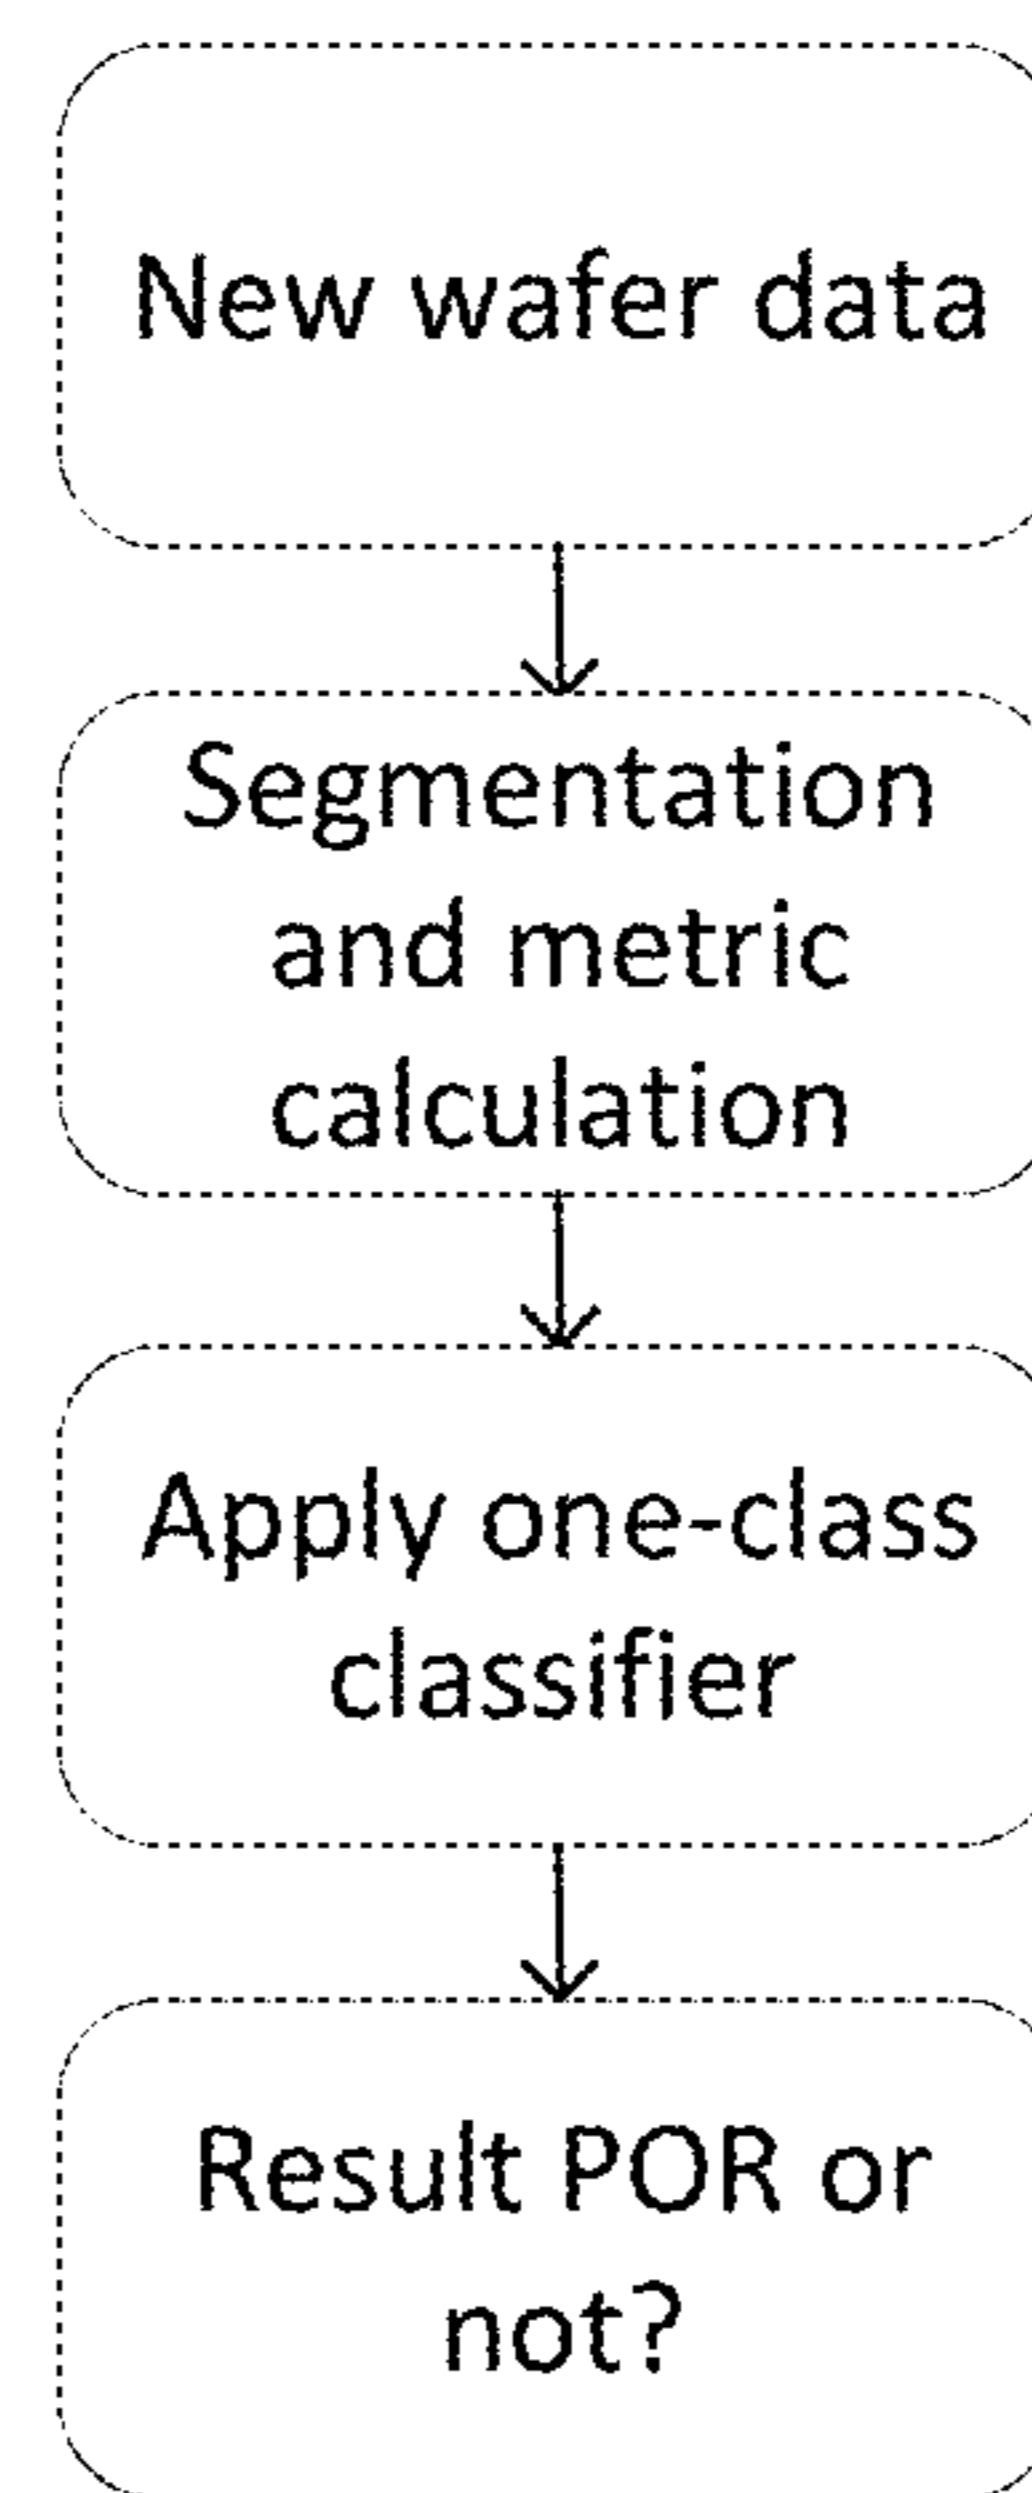 New wafer data
Segmentation
and metric
calculation
Apply one-class
classifier
Result POR or
not?